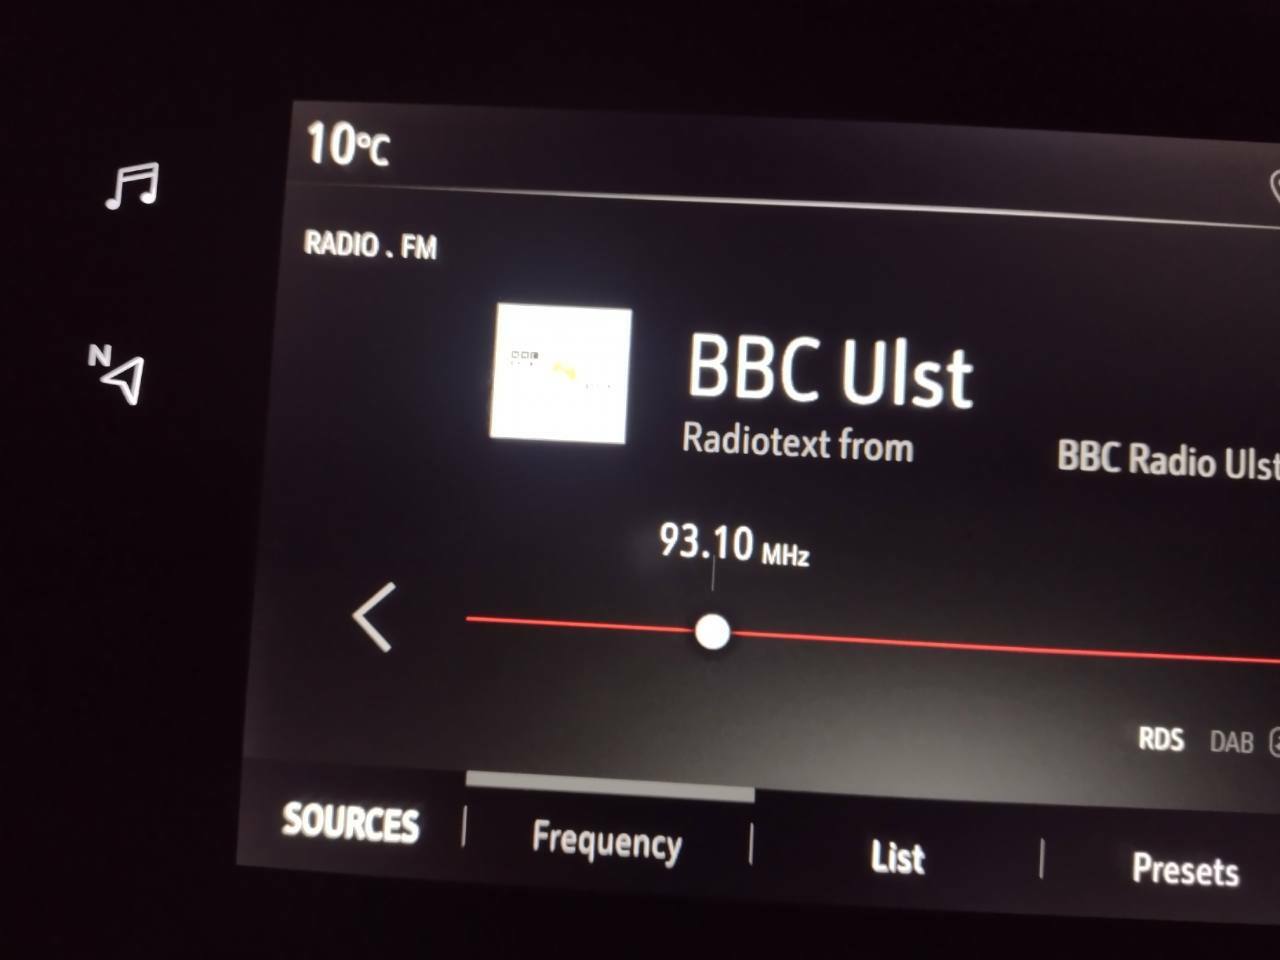 10°C
RADIO . FM
N
BBC Ulst
Radiotext from BBC Radio Ulst
93.10 MHz
RDS DAB
SOURCES Frequency List Presets